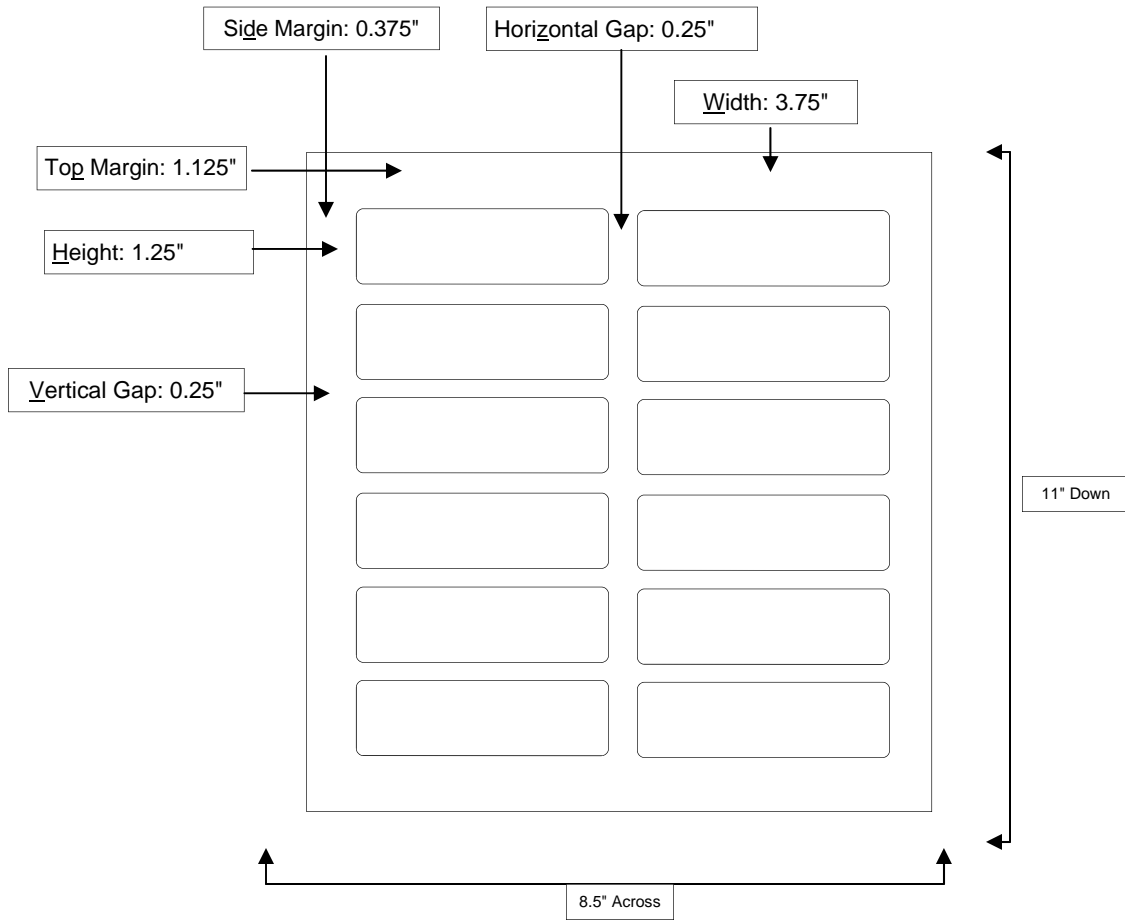 Side Margin: 0.375"
Horizontal Gap: 0.25"
Width: 3.75"
Top Margin: 1.125"
Height: 1.25"
Vertical Gap: 0.25"
11" Down
8.5" Across